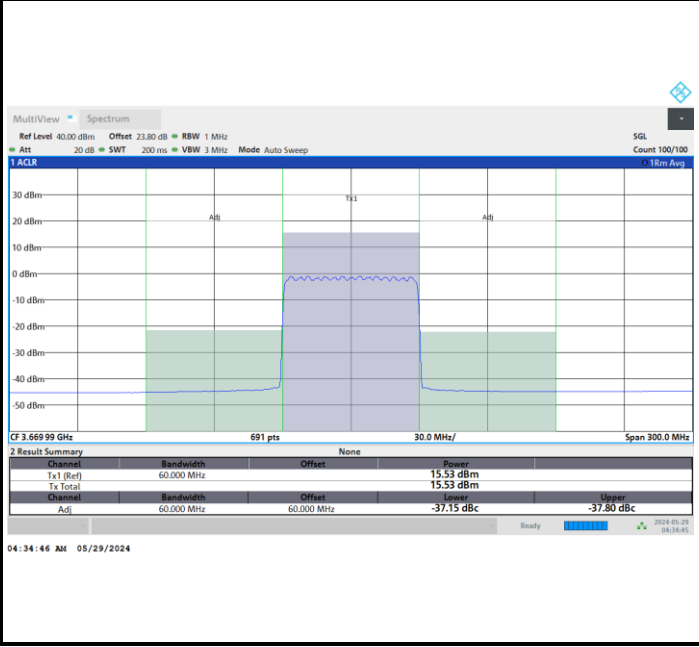 MultiView Spectrum
Ref Level 40.00 dBm Offset 23.80 dB RBW 1 MHz SGL
Att 20 dB SWT 200 ms VBW 3 MHz Mode Auto Sweep Count 100/100
1 ACLR 1Rm Avg
30 dBm
Tx1
20 dBm
Adj Adj
10 dBm
0 dBm
-10 dBm
-20 dBm
-30 dBm
-40 dBm
-50 dBm
CF 3.669 99 GHz 691 pts 30.0 MHz/ Span 300.0 MHz
2 Result Summary None
Channel Bandwidth Offset Power
Tx1 (Ref) 60.000 MHz 15.53 dBm
Tx Total 15.53 dBm
Channel Bandwidth Offset Lower Upper
Adj 60.000 MHz 60.000 MHz -37.15 dBc -37.80 dBc
Ready 2024-05-29
04:34:45
04:34:46 AM 05/29/2024